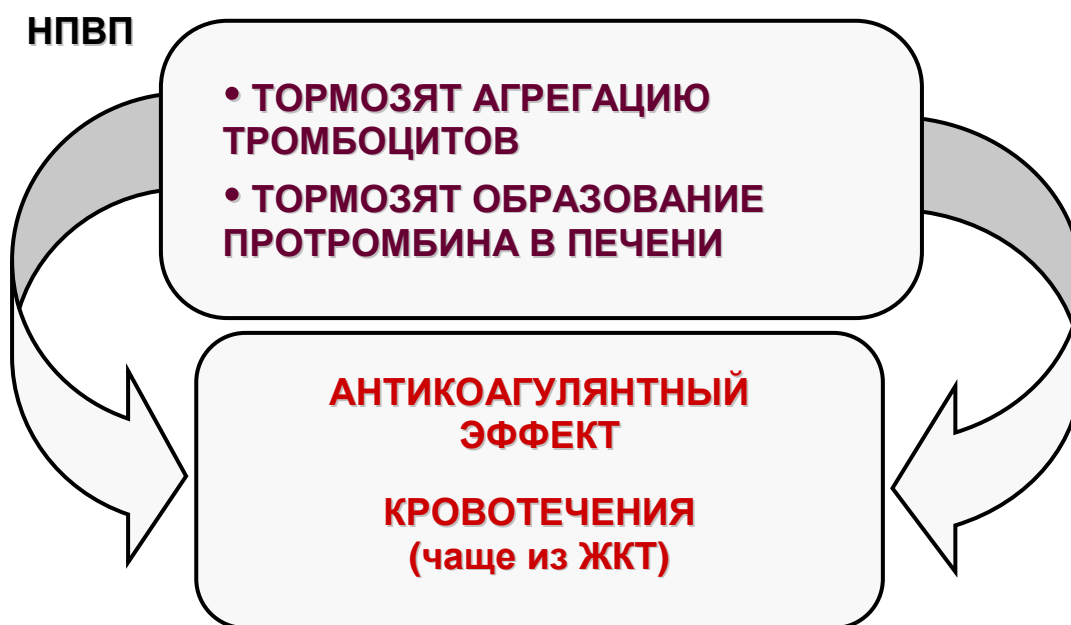 НПВП
• ТОРМОЗЯТ АГРЕГАЦИЮ
ТРОМБОЦИТОВ
• ТОРМОЗЯТ ОБРАЗОВАНИЕ
ПРОТРОМБИНА В ПЕЧЕНИ
АНТИКОАГУЛЯНТНЫЙ
ЭФФЕКТ
КРОВОТЕЧЕНИЯ
(чаще из ЖКТ)